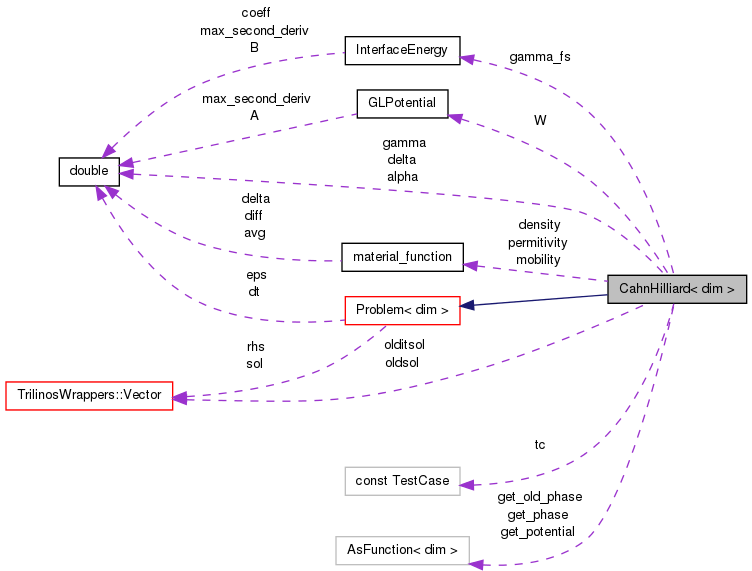 coeff
max_second_deriv
B
InterfaceEnergy
gamma_fs
max_second_deriv
A
GLPotential
W
double
gamma
delta
alpha
delta
diff
avg
material_function
density
permitivity
mobility
CahnHilliard< dim >
eps
dt
Problem< dim >
rhs
sol
olditsol
oldsol
TrilinosWrappers::Vector
tc
const TestCase
get_old_phase
get_phase
get_potential
AsFunction< dim >